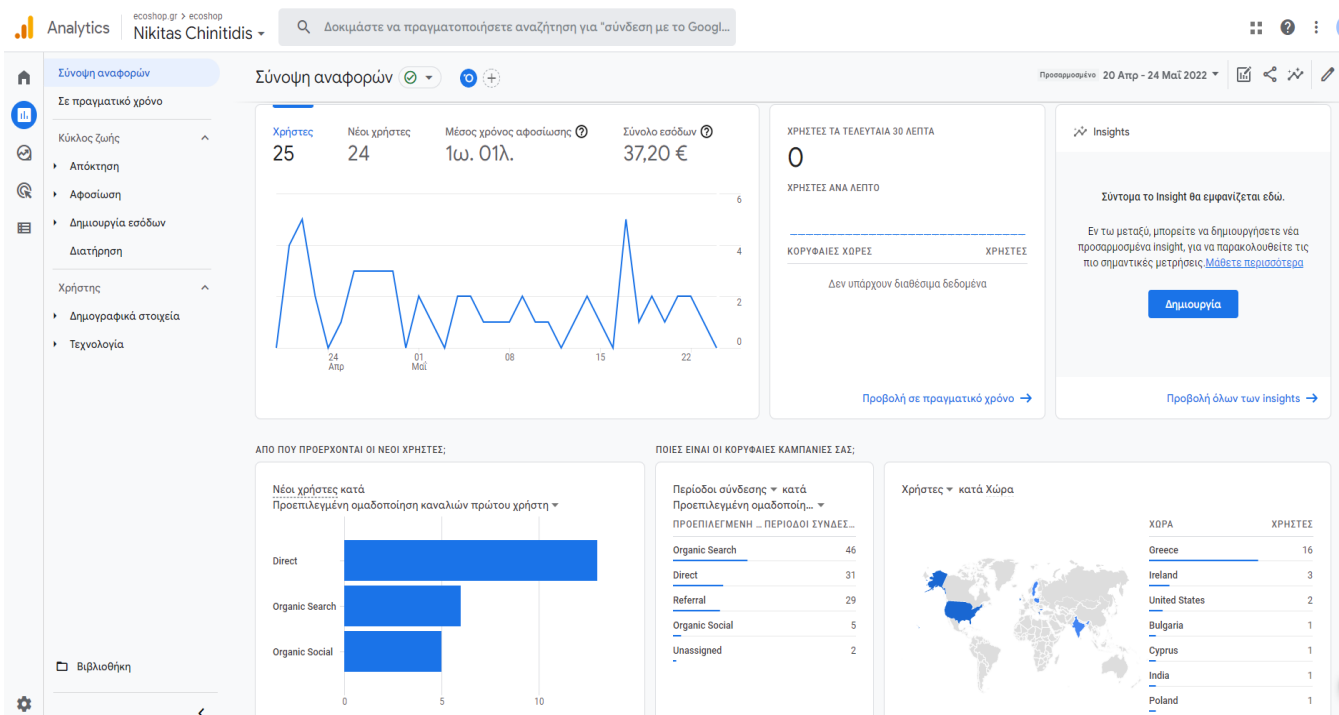 Analytics
ecoshop.gr > ecoshop
Nikitas Chinitidis
Δοκιμάστε να πραγματοποιήσετε αναζήτηση για "σύνδεση με το Googl...
Σύνοψη αναφορών
Σε πραγματικό χρόνο
Κύκλος ζωής
Απόκτηση
Αφοσίωση
Δημιουργία εσόδων
Διατήρηση
Χρήστης
Δημογραφικά στοιχεία
Τεχνολογία
Βιβλιοθήκη
Σύνοψη αναφορών
Προσαρμοσμένο 20 Απρ - 24 Μαΐ 2022
Χρήστες
25
Νέοι χρήστες
24
Μέσος χρόνος αφοσίωσης
1ω. 01λ.
Σύνολο εσόδων
37,20 €
6
4
2
0
24
Απρ
01
Μαΐ
08
15
22
ΧΡΗΣΤΕΣ ΤΑ ΤΕΛΕΥΤΑΙΑ 30 ΛΕΠΤΑ
0
ΧΡΗΣΤΕΣ ΑΝΑ ΛΕΠΤΟ
ΚΟΡΥΦΑΙΕΣ ΧΩΡΕΣ ΧΡΗΣΤΕΣ
Δεν υπάρχουν διαθέσιμα δεδομένα
Προβολή σε πραγματικό χρόνο
Insights
Σύντομα το Insight θα εμφανίζεται εδώ.
Εν τω μεταξύ, μπορείτε να δημιουργήσετε νέα
προσαρμοσμένα insight, για να παρακολουθείτε τις
πιο σημαντικές μετρήσεις.Μάθετε περισσότερα
Δημιουργία
Προβολή όλων των insights
ΑΠΟ ΠΟΥ ΠΡΟΕΡΧΟΝΤΑΙ ΟΙ ΝΕΟΙ ΧΡΗΣΤΕΣ;
Νέοι χρήστες κατά
Προεπιλεγμένη ομαδοποίηση καναλιών πρώτου χρήστη
Direct
Organic Search
Organic Social
0
5
10
ΠΟΙΕΣ ΕΙΝΑΙ ΟΙ ΚΟΡΥΦΑΙΕΣ ΚΑΜΠΑΝΙΕΣ ΣΑΣ;
Περίοδοι σύνδεσης κατά
Προεπιλεγμένη ομαδοποίη...
ΠΡΟΕΠΙΛΕΓΜΕΝΗ ... ΠΕΡΙΟΔΟΙ ΣΥΝΔΕΣ...
Organic Search 46
Direct 31
Referral 29
Organic Social 5
Unassigned 2
Χρήστες κατά Χώρα
ΧΩΡΑ ΧΡΗΣΤΕΣ
Greece 16
Ireland 3
United States 2
Bulgaria 1
Cyprus 1
India 1
Poland 1